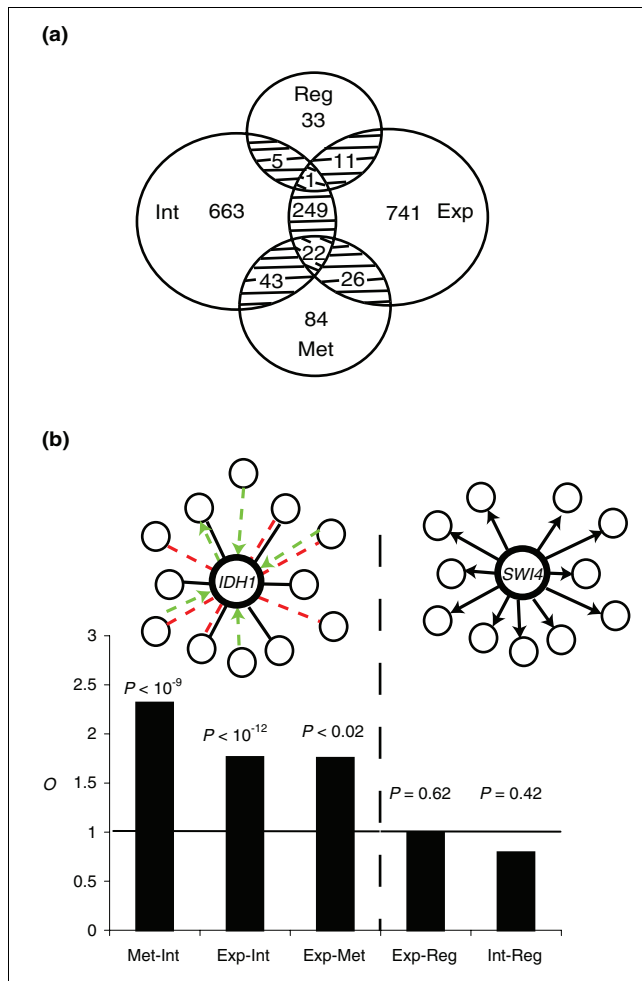 (a)
Reg
33
5 11
1
Int 663 249 741 Exp
22
43 26
84
Met
(b)
IDH1
SWI4
3
2.5
2
1.5
1
0.5
0
O
P < 10⁻⁹
P < 10⁻¹²
P < 0.02
P = 0.62
P = 0.42
Met-Int Exp-Int Exp-Met Exp-Reg Int-Reg